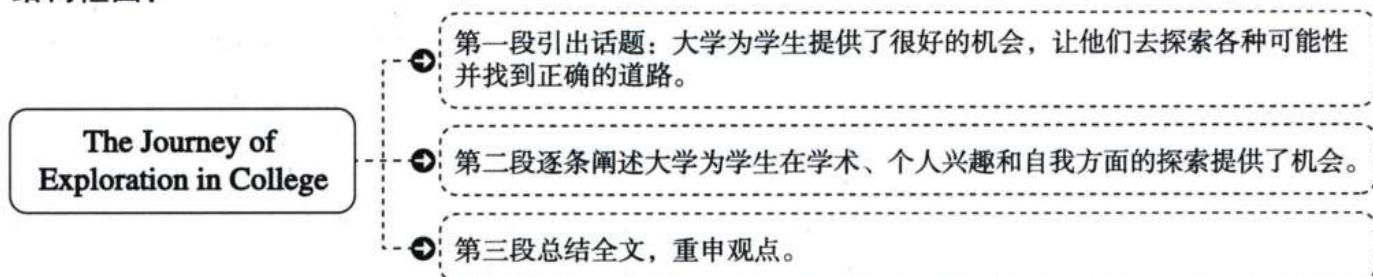 The Journey of
Exploration in College
第一段引出话题：大学为学生提供了很好的机会，让他们去探索各种可能性
并找到正确的道路。
第二段逐条阐述大学为学生在学术、个人兴趣和自我方面的探索提供了机会。
第三段总结全文，重申观点。